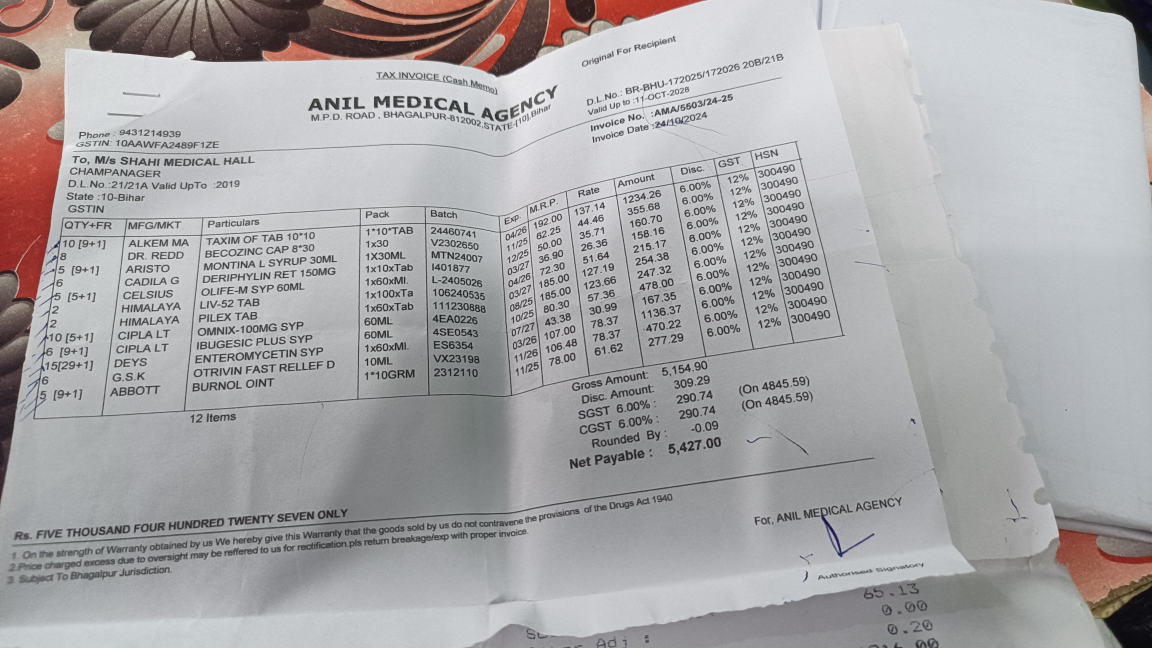 TAX INVOICE (Cash Memo)
Original For Recipient
ANIL MEDICAL AGENCY
M.P.D. ROAD , BHAGALPUR-812002,STATE-[10],Bihar
Phone : 9431214939
GSTIN: 10AAWFA2489F1ZE
D.L.No.: BR-BHU-172025/172026 20B/21B
Valid Up to :11-OCT-2028
Invoice No. :AMA/5503/24-25
Invoice Date :24/10/2024
To, M/s SHAHI MEDICAL HALL
CHAMPANAGER
D.L.No.:21/21A Valid UpTo :2019
State :10-Bihar
GSTIN
QTY+FR MFG/MKT Particulars Pack Batch Exp. M.R.P. Rate Amount Disc. GST HSN
10 [9+1] ALKEM MA TAXIM OF TAB 10*10 1*10*TAB 24460741 04/26 192.00 137.14 1234.26 6.00% 12% 300490
8 DR. REDD BECOZINC CAP 8*30 1x30 V2302650 11/25 62.25 44.46 355.68 6.00% 12% 300490
5 [9+1] ARISTO MONTINA L SYRUP 30ML 1X30ML MTN24007 12/25 50.00 35.71 160.70 6.00% 12% 300490
6 CADILA G DERIPHYLIN RET 150MG 1x10xTab I401877 03/27 36.90 26.36 158.16 6.00% 12% 300490
5 [5+1] CELSIUS OLIFE-M SYP 60ML 1x60xML L-2405026 04/26 72.30 51.64 215.17 6.00% 12% 300490
2 HIMALAYA LIV-52 TAB 1x100xTa 106240535 03/27 185.00 127.19 254.38 6.00% 12% 300490
2 HIMALAYA PILEX TAB 1x60xTab 111230888 08/25 185.00 123.66 247.32 6.00% 12% 300490
10 [5+1] CIPLA LT OMNIX-100MG SYP 60ML 4EA0226 10/25 80.30 57.36 478.00 6.00% 12% 300490
6 [9+1] CIPLA LT IBUGESIC PLUS SYP 60ML 4SE0543 07/27 43.38 30.99 167.35 6.00% 12% 300490
15[29+1] DEYS ENTEROMYCETIN SYP 1x60xML ES6354 03/26 107.00 78.37 1136.37 6.00% 12% 300490
6 G.S.K OTRIVIN FAST RELLEF D 10ML VX23198 11/26 106.48 78.37 470.22 6.00% 12% 300490
5 [9+1] ABBOTT BURNOL OINT 1*10GRM 2312110 11/25 78.00 61.62 277.29 6.00% 12% 300490
12 Items
Gross Amount: 5,154.90
Disc. Amount: 309.29
SGST 6.00% : 290.74 (On 4845.59)
CGST 6.00% : 290.74 (On 4845.59)
Rounded By : -0.09
Net Payable : 5,427.00
Rs. FIVE THOUSAND FOUR HUNDRED TWENTY SEVEN ONLY
1. On the strength of Warranty obtained by us We hereby give this Warranty that the goods sold by us do not contravene the provisions of the Drugs Act 1940
2.Price charged excess due to oversight may be reffered to us for rectification.pls return breakage/exp with proper invoice.
3 Subject To Bhagalpur Jurisdiction.
For, ANIL MEDICAL AGENCY
Authorised Signatory
65.13
0.00
Adj : 0.20